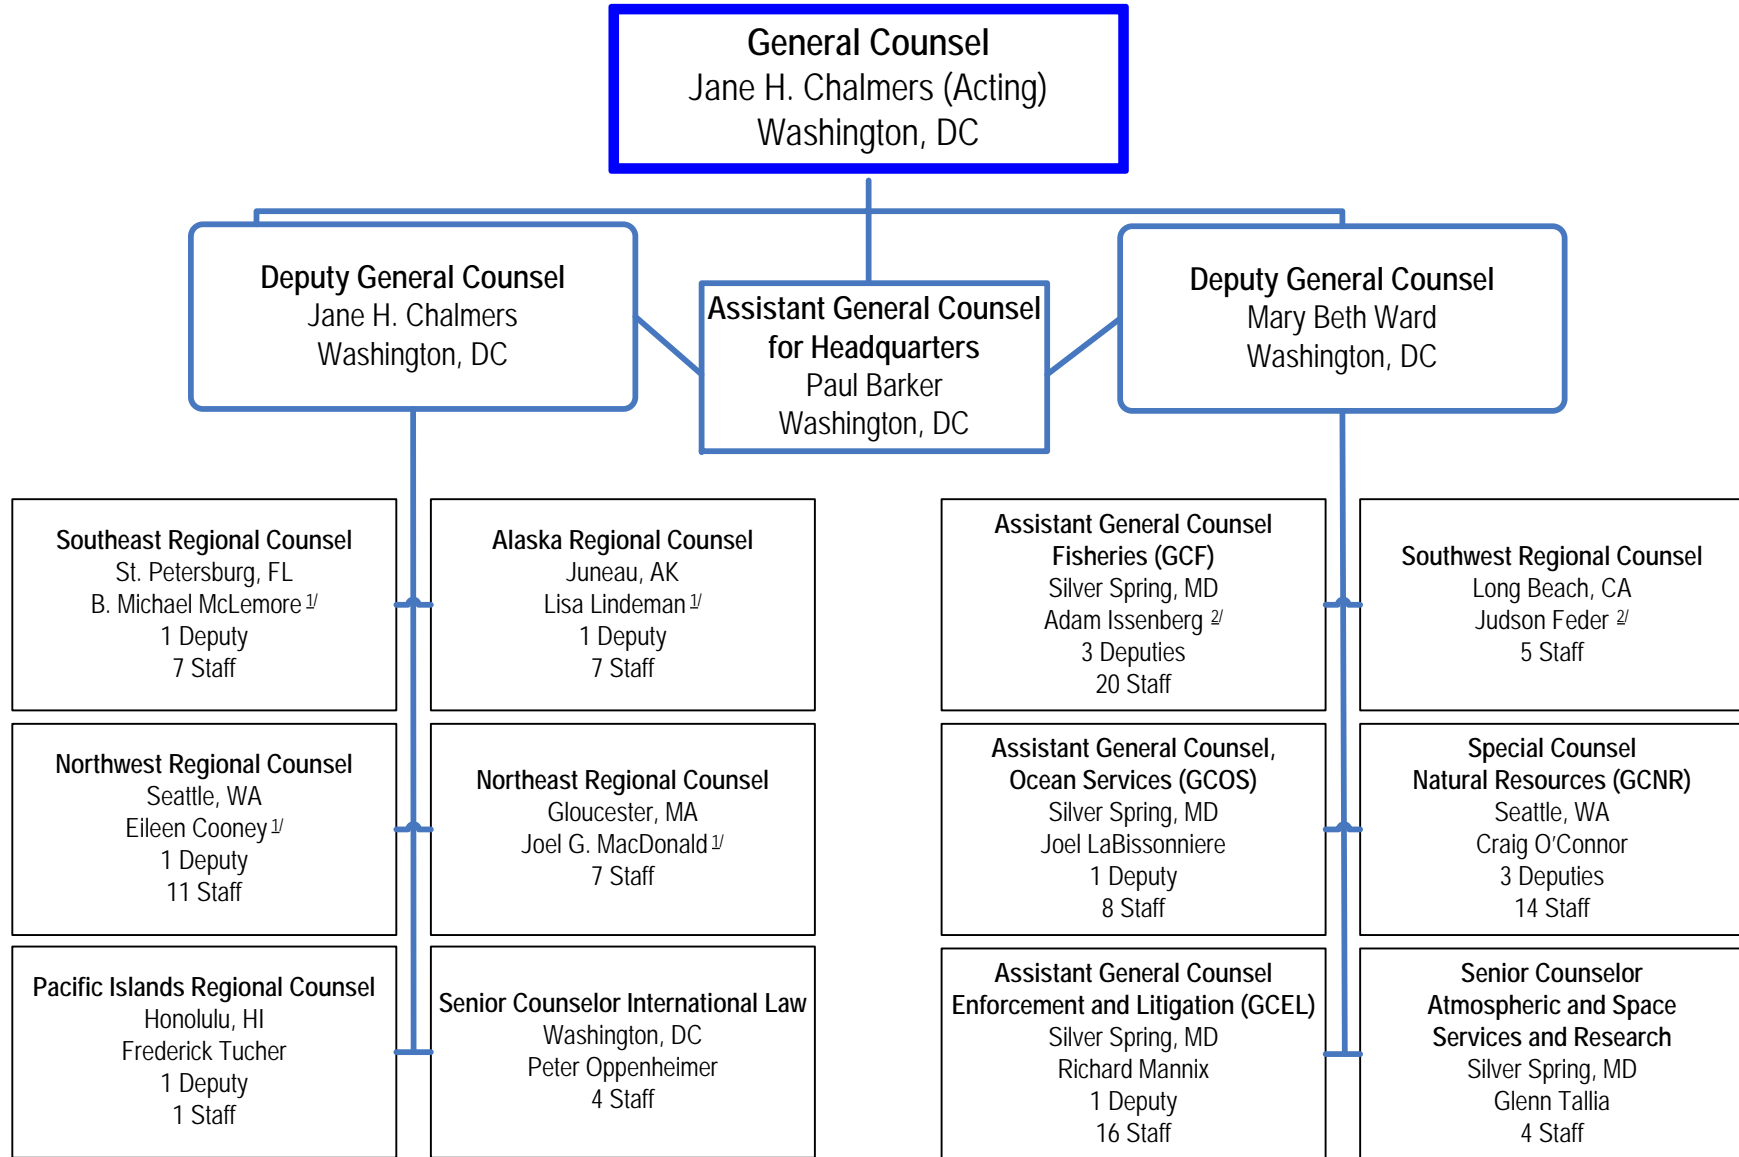 General Counsel
Jane H. Chalmers (Acting)
Washington, DC
Deputy General Counsel
Jane H. Chalmers
Washington, DC
Assistant General Counsel
for Headquarters
Paul Barker
Washington, DC
Deputy General Counsel
Mary Beth Ward
Washington, DC
Southeast Regional Counsel
St. Petersburg, FL
B. Michael McLemore 1/
1 Deputy
7 Staff
Alaska Regional Counsel
Juneau, AK
Lisa Lindeman 1/
1 Deputy
7 Staff
Assistant General Counsel
Fisheries (GCF)
Silver Spring, MD
Adam Issenberg 2/
3 Deputies
20 Staff
Southwest Regional Counsel
Long Beach, CA
Judson Feder 2/
5 Staff
Northwest Regional Counsel
Seattle, WA
Eileen Cooney 1/
1 Deputy
11 Staff
Northeast Regional Counsel
Gloucester, MA
Joel G. MacDonald 1/
7 Staff
Assistant General Counsel,
Ocean Services (GCOS)
Silver Spring, MD
Joel LaBissonniere
1 Deputy
8 Staff
Special Counsel
Natural Resources (GCNR)
Seattle, WA
Craig O’Connor
3 Deputies
14 Staff
Pacific Islands Regional Counsel
Honolulu, HI
Frederick Tucher
1 Deputy
1 Staff
Senior Counselor International Law
Washington, DC
Peter Oppenheimer
4 Staff
Assistant General Counsel
Enforcement and Litigation (GCEL)
Silver Spring, MD
Richard Mannix
1 Deputy
16 Staff
Senior Counselor
Atmospheric and Space
Services and Research
Silver Spring, MD
Glenn Tallia
4 Staff